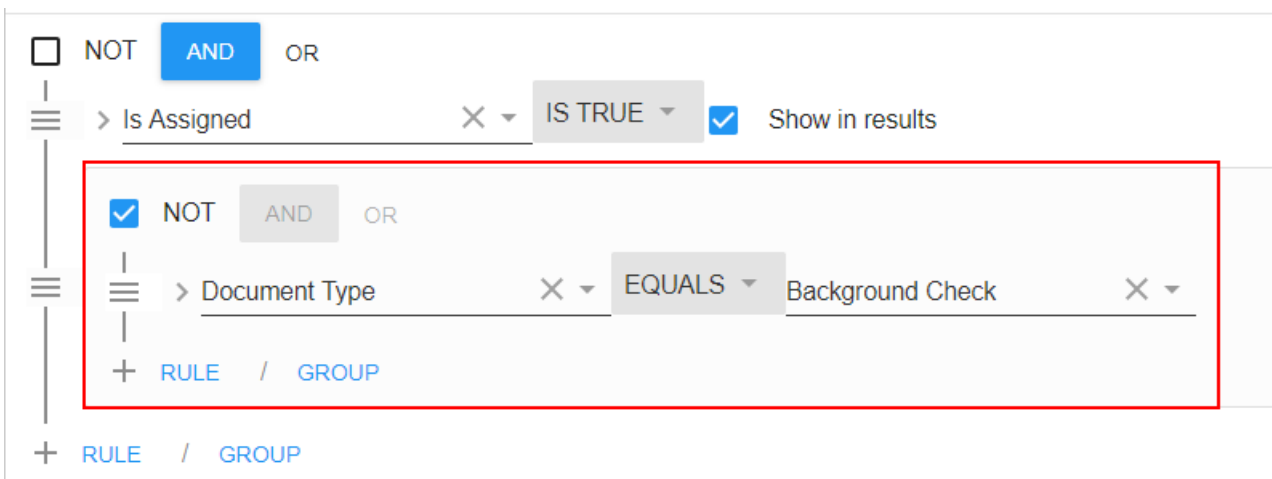 NOT AND OR
Is Assigned IS TRUE Show in results
NOT AND OR
Document Type EQUALS Background Check
+ RULE / GROUP
+ RULE / GROUP